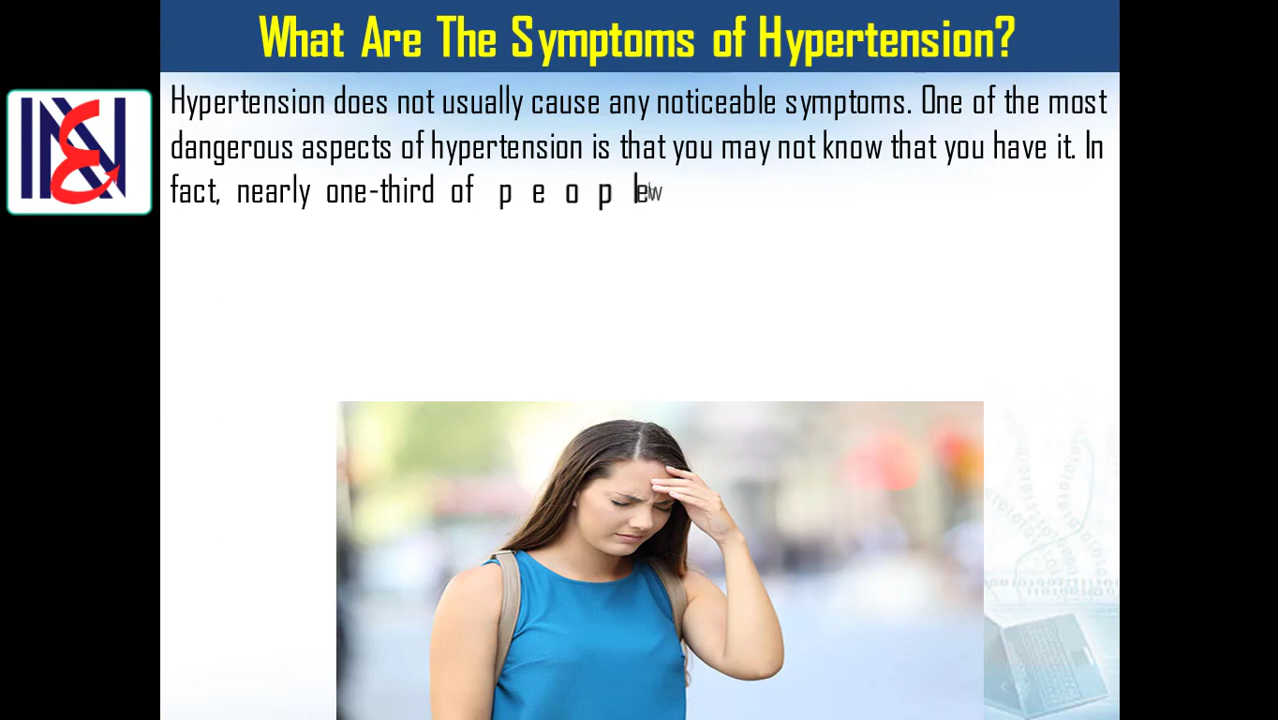 What Are The Symptoms of Hypertension?
Hypertension does not usually cause any noticeable symptoms. One of the most
dangerous aspects of hypertension is that you may not know that you have it. In
fact, nearly one-third of people